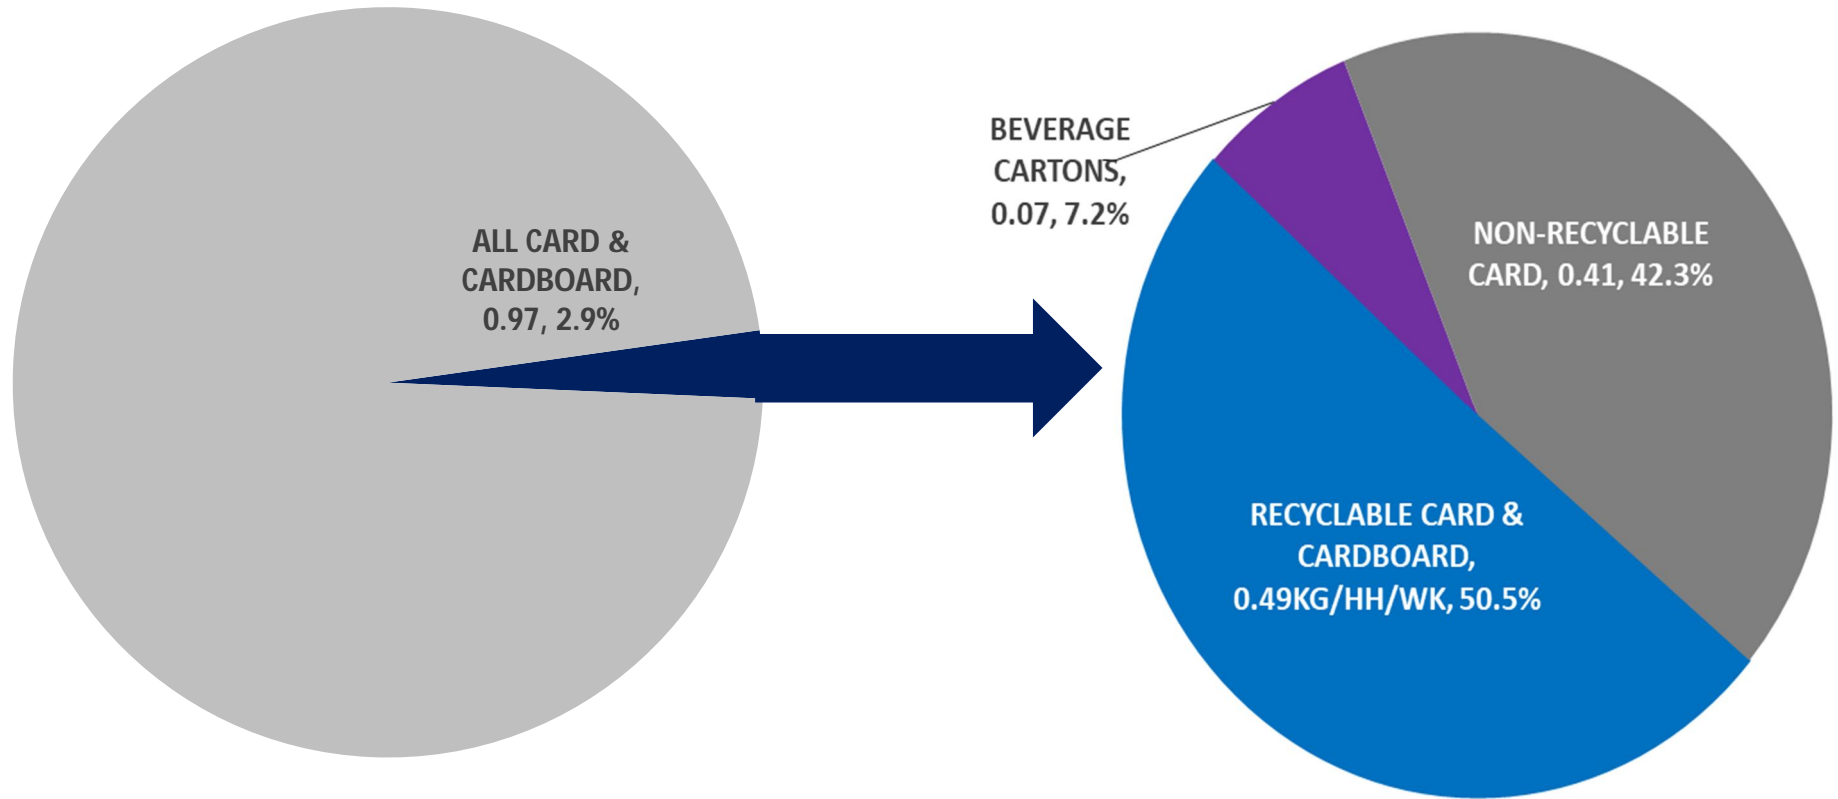 ALL CARD &
CARDBOARD,
0.97, 2.9%
BEVERAGE
CARTONS,
0.07, 7.2%
NON-RECYCLABLE
CARD, 0.41, 42.3%
RECYCLABLE CARD &
CARDBOARD,
0.49KG/HH/WK, 50.5%